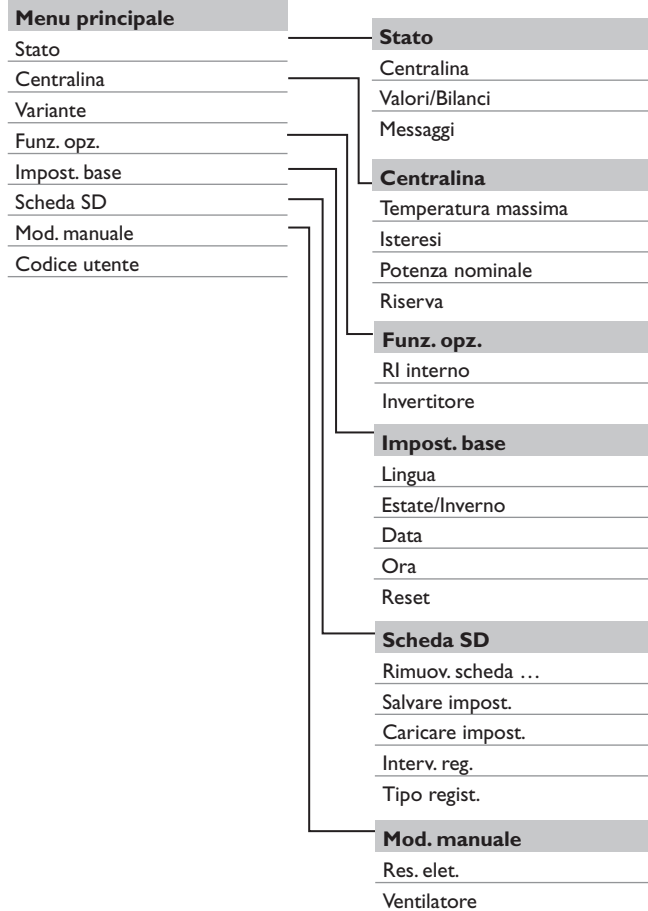 Menu principale
Stato
Centralina
Variante
Funz. opz.
Impost. base
Scheda SD
Mod. manuale
Codice utente
Stato
Centralina
Valori/Bilanci
Messaggi
Centralina
Temperatura massima
Isteresi
Potenza nominale
Riserva
Funz. opz.
RI interno
Invertitore
Impost. base
Lingua
Estate/Inverno
Data
Ora
Reset
Scheda SD
Rimuov. scheda …
Salvare impost.
Caricare impost.
Interv. reg.
Tipo regist.
Mod. manuale
Res. elet.
Ventilatore